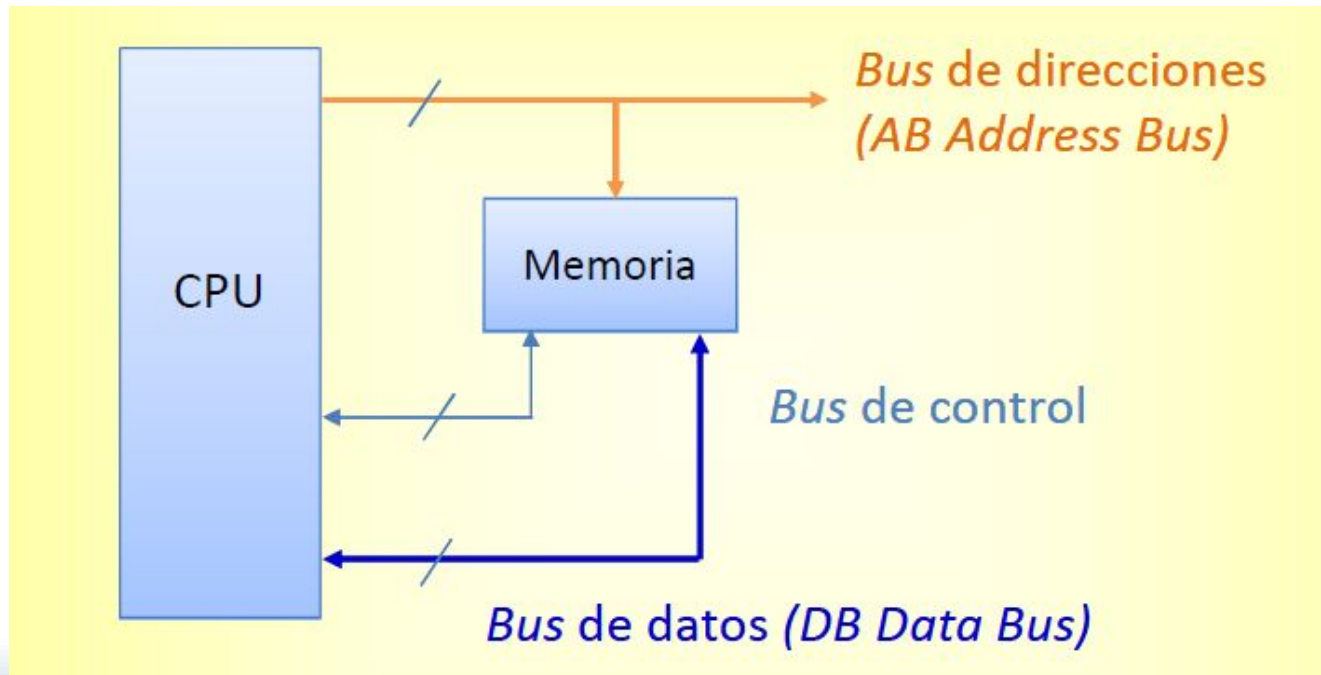 Bus de direcciones
(AB Address Bus)
CPU
Memoria
Bus de control
Bus de datos (DB Data Bus)